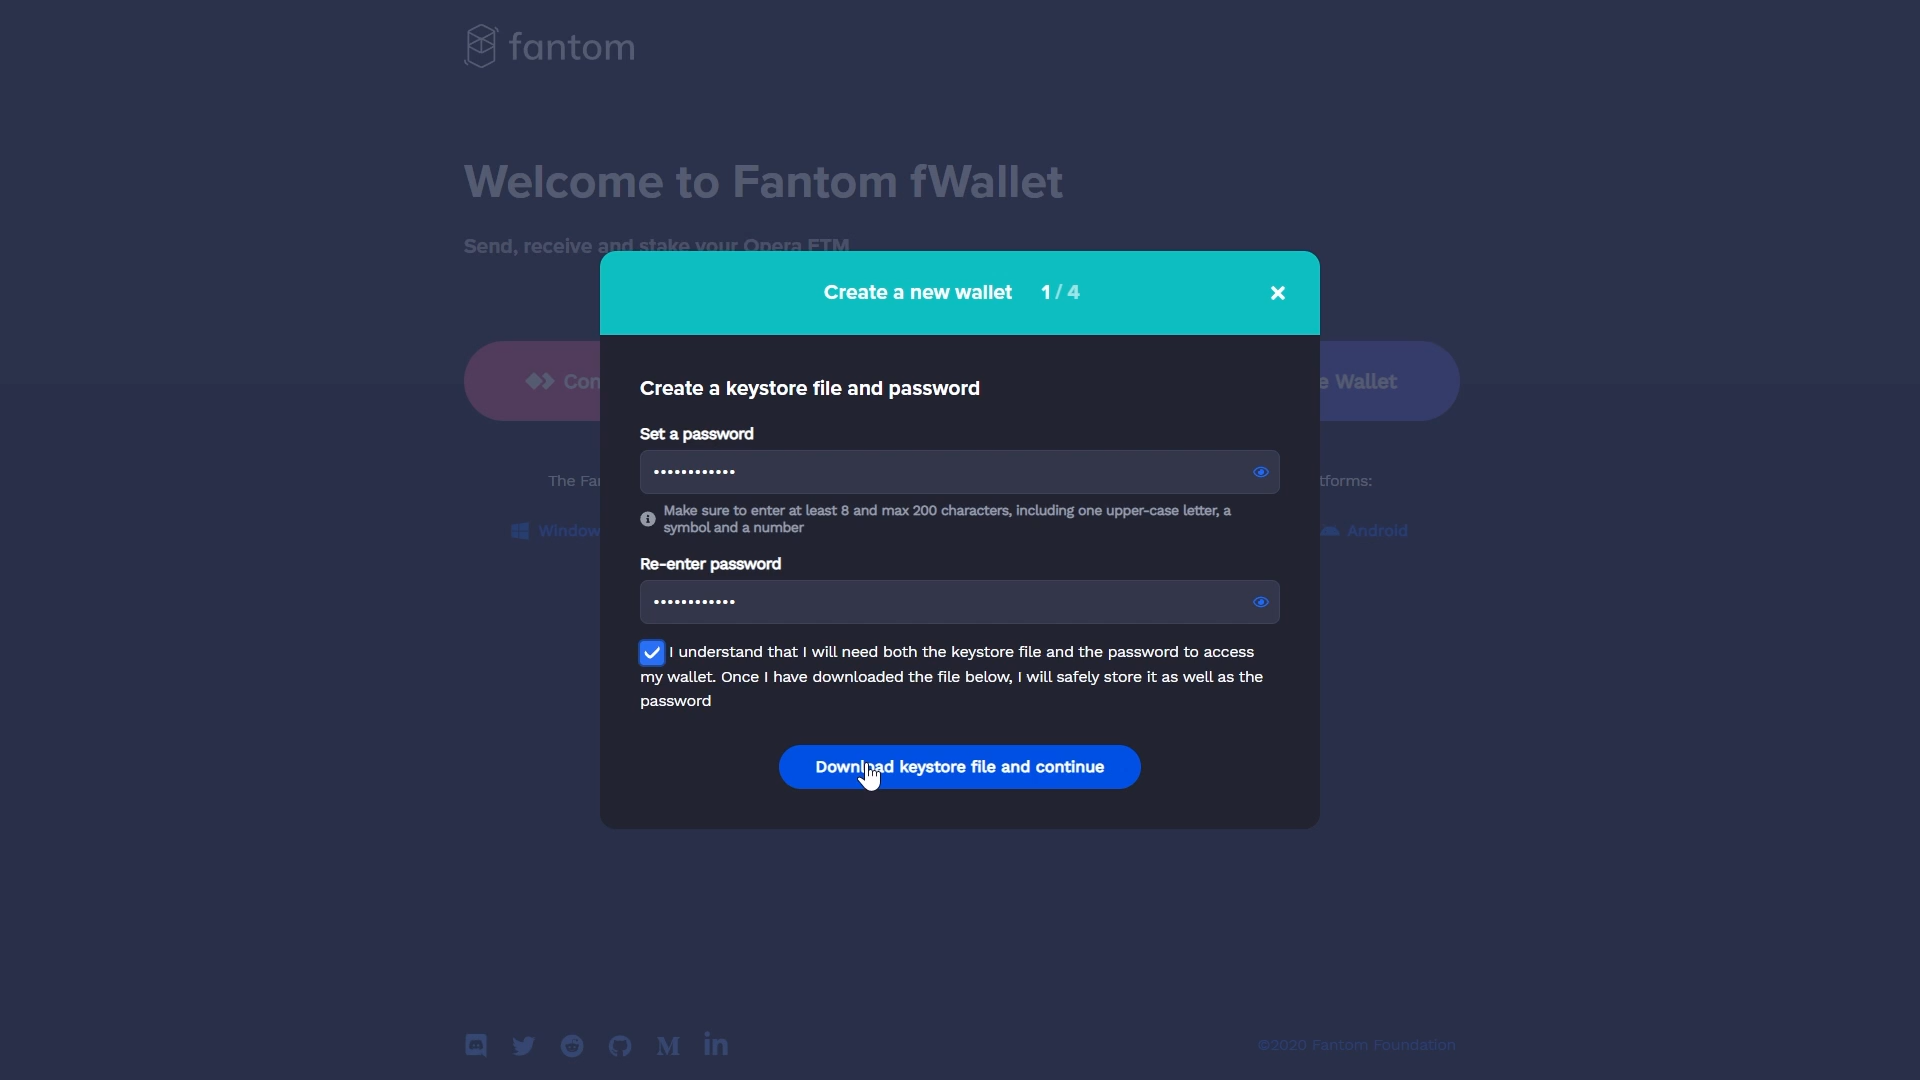 fantom
Welcome to Fantom fWallet
Send, receive and stake your Opera FTM
Create a new wallet 1 / 4
Con
e Wallet
Create a keystore file and password
Set a password
••••••••••••
The Fa
tforms:
Make sure to enter at least 8 and max 200 characters, including one upper-case letter, a
symbol and a number
Window
Android
Re-enter password
••••••••••••
I understand that I will need both the keystore file and the password to access
my wallet. Once I have downloaded the file below, I will safely store it as well as the
password
Download keystore file and continue
©2020 Fantom Foundation